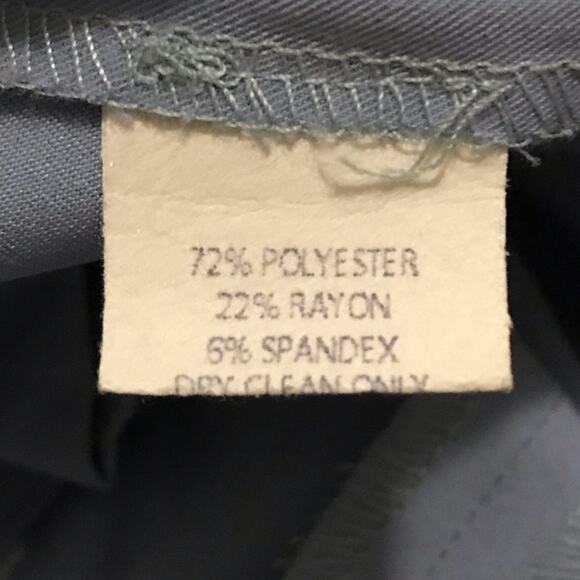 72% POLYESTER
22% RAYON
6% SPANDEX
DRY CLEAN ONLY